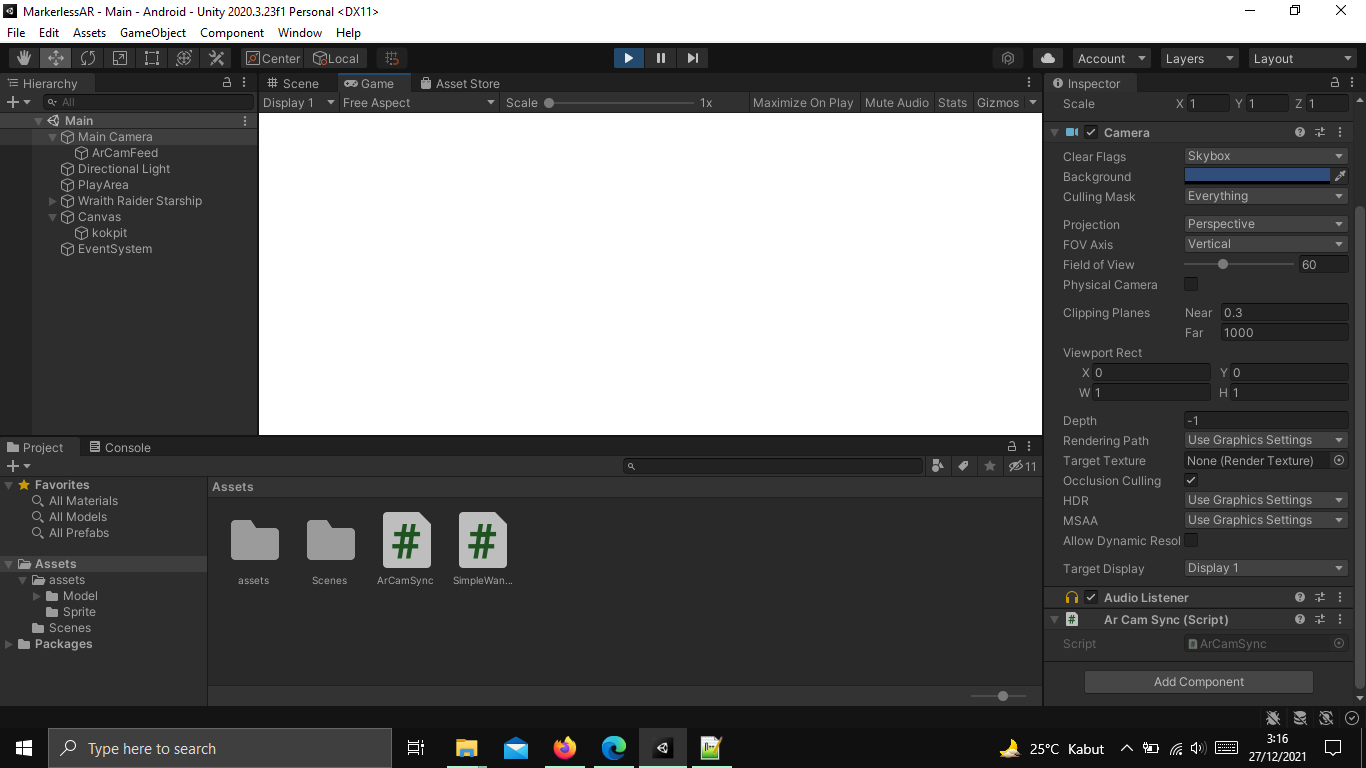 MarkerlessAR - Main - Android - Unity 2020.3.23f1 Personal <DX11>
File Edit Assets GameObject Component Window Help
Center Local Account Layers Layout
Hierarchy
All
Main
Main Camera
ArCamFeed
Directional Light
PlayArea
Wraith Raider Starship
Canvas
kokpit
EventSystem
Scene Game Asset Store
Display 1 Free Aspect Scale 1x Maximize On Play Mute Audio Stats Gizmos
Inspector
Scale X 1 Y 1 Z 1
Camera
Clear Flags Skybox
Background
Culling Mask Everything
Projection Perspective
FOV Axis Vertical
Field of View 60
Physical Camera
Clipping Planes Near 0.3
Far 1000
Viewport Rect
X 0 Y 0
W 1 H 1
Depth -1
Rendering Path Use Graphics Settings
Target Texture None (Render Texture)
Occlusion Culling
HDR Use Graphics Settings
MSAA Use Graphics Settings
Allow Dynamic Resol
Target Display Display 1
Audio Listener
# Ar Cam Sync (Script)
Script ArCamSync
Add Component
Project Console
11
Favorites
All Materials
All Models
All Prefabs
Assets
assets
Model
Sprite
Scenes
Packages
Assets
# #
assets Scenes ArCamSync SimpleWan...
Type here to search
25°C Kabut
3:16
27/12/2021